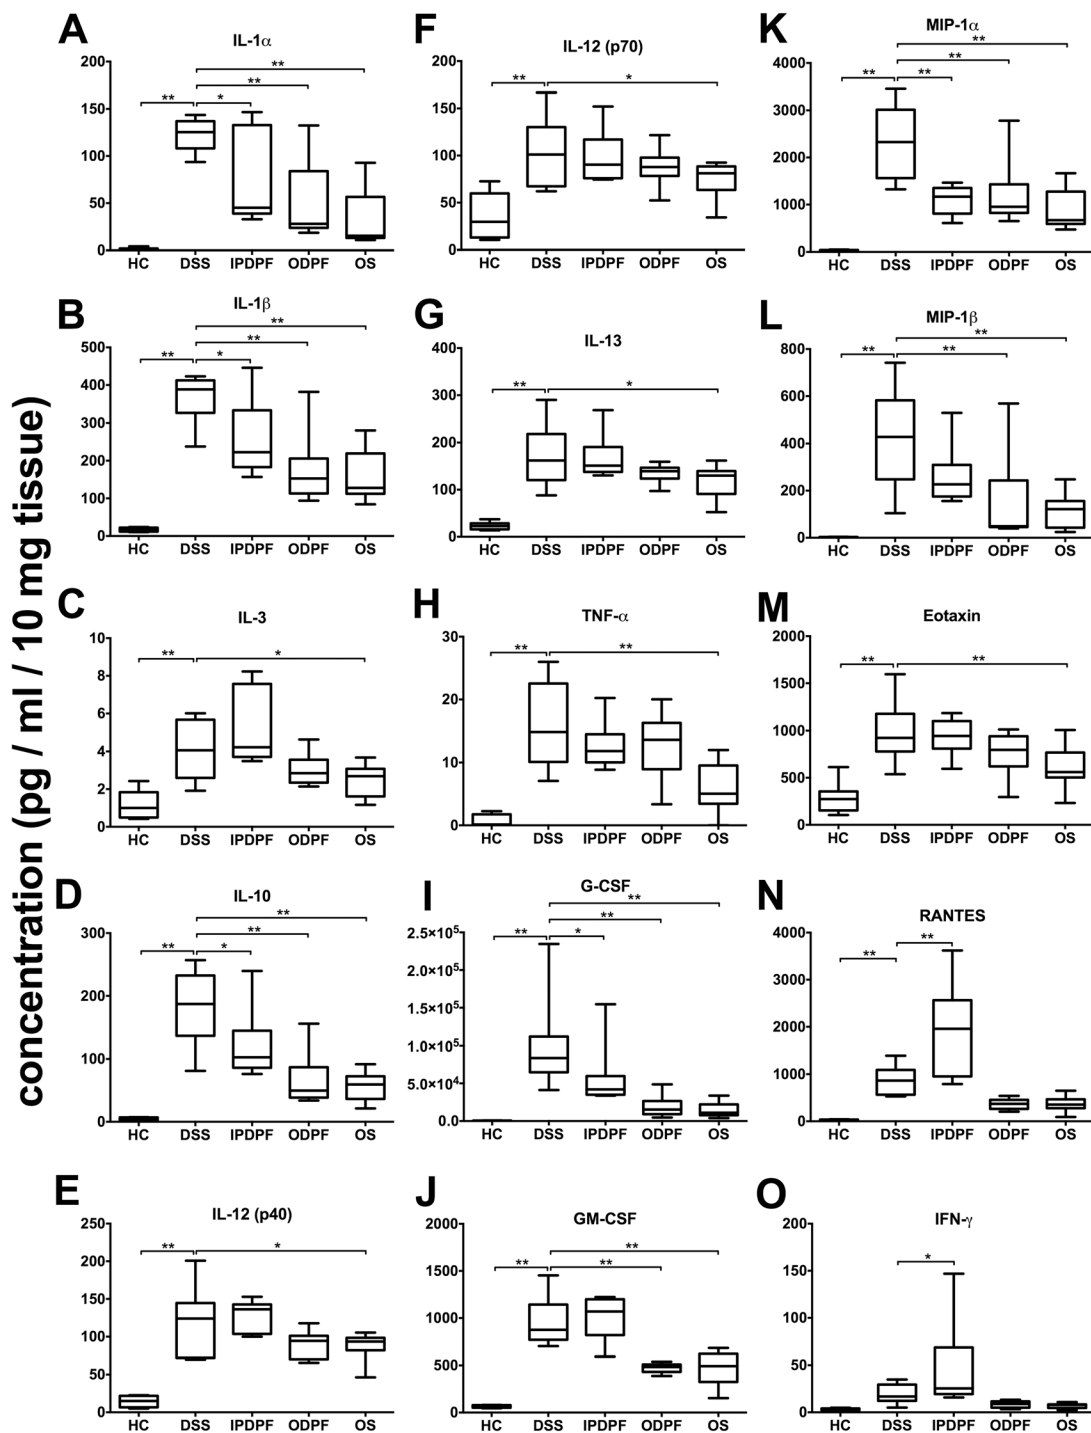 concentration (pg / ml / 10 mg tissue)
A
IL-1α
200
150
100
50
0
** * ** **
HC DSS IPDPF ODPF OS
B
IL-1β
500
400
300
200
100
0
** * ** **
HC DSS IPDPF ODPF OS
C
IL-3
10
8
6
4
2
0
** *
HC DSS IPDPF ODPF OS
D
IL-10
300
200
100
0
** * ** **
HC DSS IPDPF ODPF OS
E
IL-12 (p40)
250
200
150
100
50
0
** *
HC DSS IPDPF ODPF OS
F
IL-12 (p70)
200
150
100
50
0
** *
HC DSS IPDPF ODPF OS
G
IL-13
400
300
200
100
0
** *
HC DSS IPDPF ODPF OS
H
TNF-α
30
20
10
0
** **
HC DSS IPDPF ODPF OS
I
G-CSF
2.5×10⁵
2.0×10⁵
1.5×10⁵
1.0×10⁵
5.0×10⁴
0.0
** * ** **
HC DSS IPDPF ODPF OS
J
GM-CSF
2000
1500
1000
500
0
** ** **
HC DSS IPDPF ODPF OS
K
MIP-1α
4000
3000
2000
1000
0
** ** ** **
HC DSS IPDPF ODPF OS
L
MIP-1β
800
600
400
200
0
** ** **
HC DSS IPDPF ODPF OS
M
Eotaxin
2000
1500
1000
500
0
** **
HC DSS IPDPF ODPF OS
N
RANTES
4000
3000
2000
1000
0
** **
HC DSS IPDPF ODPF OS
O
IFN-γ
200
150
100
50
0
*
HC DSS IPDPF ODPF OS